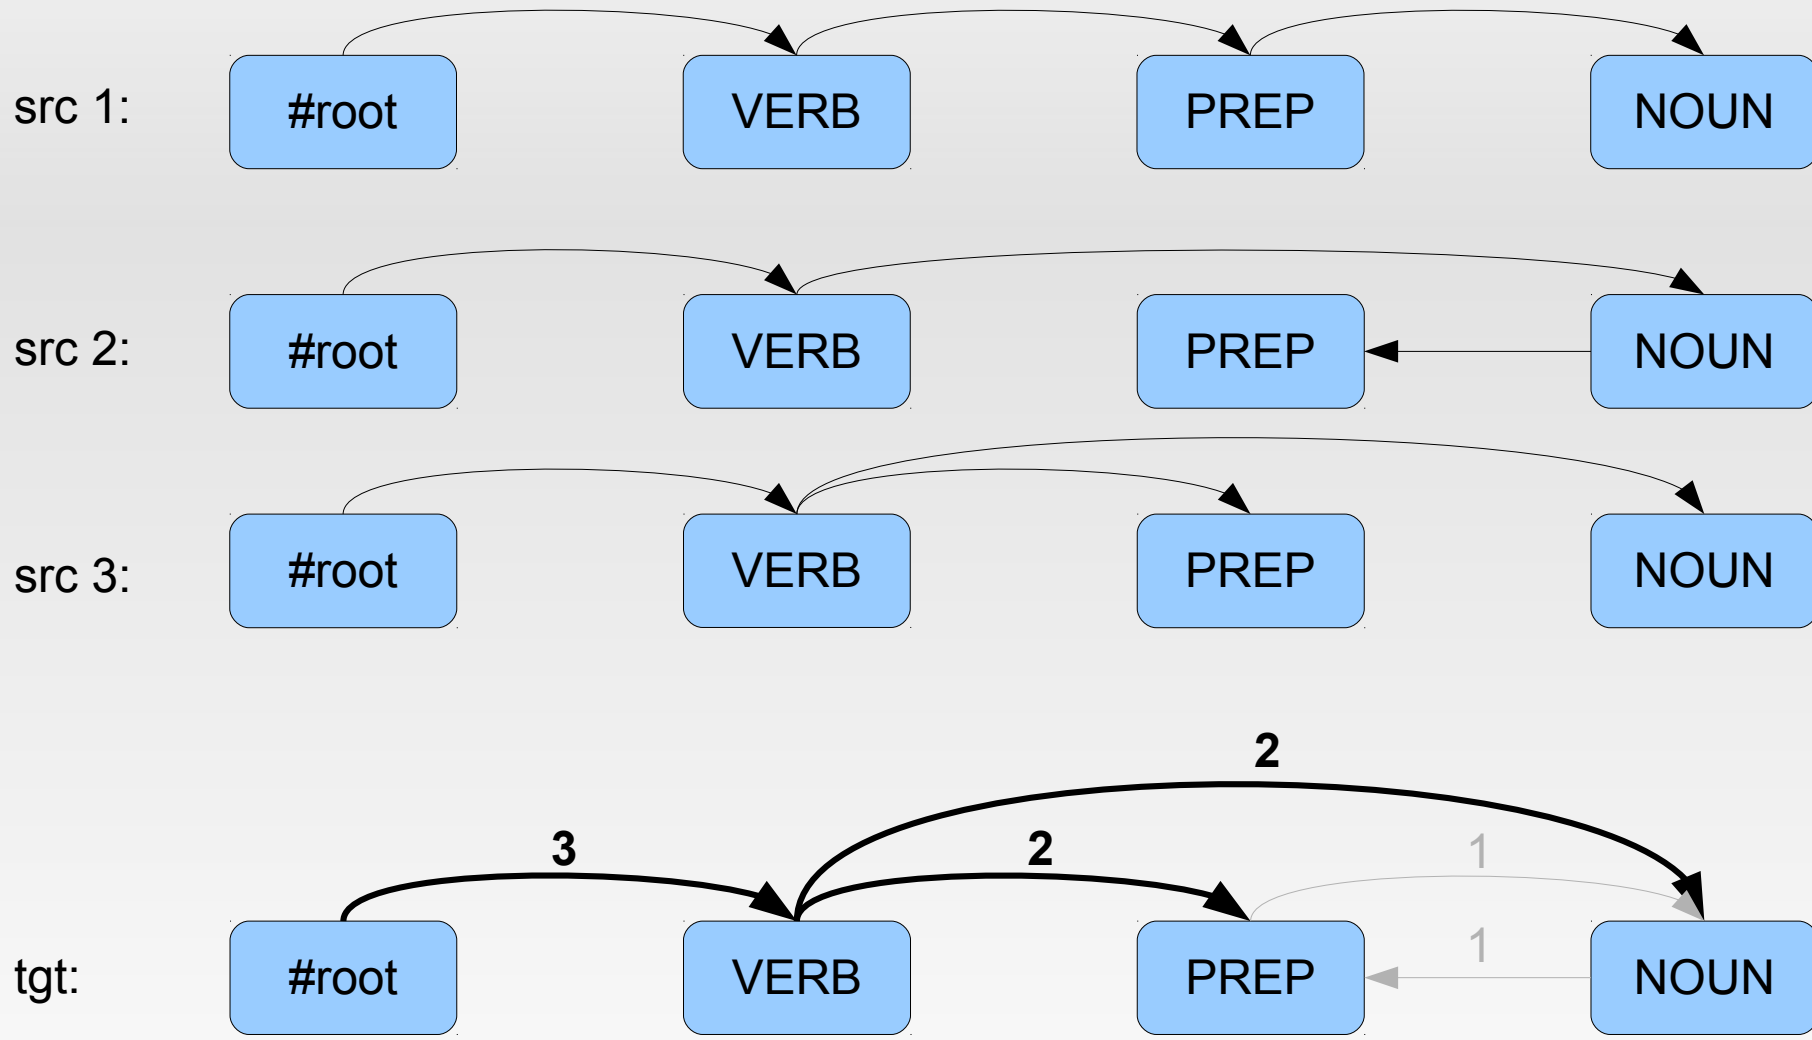 src 1: #root VERB PREP NOUN
src 2: #root VERB PREP NOUN
src 3: #root VERB PREP NOUN
2
3 2 1
1
tgt: #root VERB PREP NOUN